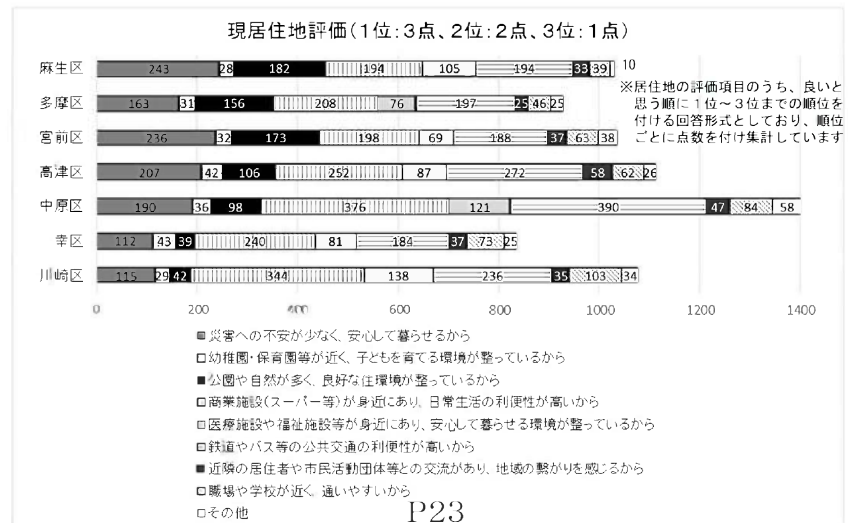 現居住地評価(1位:3点、2位:2点、3位:1点)
麻生区 243 28 182 194 105 194 33 39 10
多摩区 163 31 156 208 76 197 25 46 25
宮前区 236 32 173 198 69 188 37 63 38
高津区 207 42 106 252 87 272 58 62 26
中原区 190 36 98 376 121 390 47 84 58
幸区 112 43 39 240 81 184 37 73 25
川崎区 115 29 42 344 138 236 35 103 34
※居住地の評価項目のうち、良いと
思う順に1位~3位までの順位を
付ける回答形式としており、順位
ごとに点数を付け集計しています
0 200 400 600 800 1000 1200 1400
災害への不安が少なく、安心して暮らせるから
幼稚園・保育園等が近く、子どもを育てる環境が整っているから
公園や自然が多く、良好な住環境が整っているから
商業施設(スーパー等)が身近にあり、日常生活の利便性が高いから
医療施設や福祉施設等が身近にあり、安心して暮らせる環境が整っているから
鉄道やバス等の公共交通の利便性が高いから
近隣の居住者や市民活動団体等との交流があり、地域の繋がりを感じるから
職場や学校が近く、通いやすいから
その他
P23